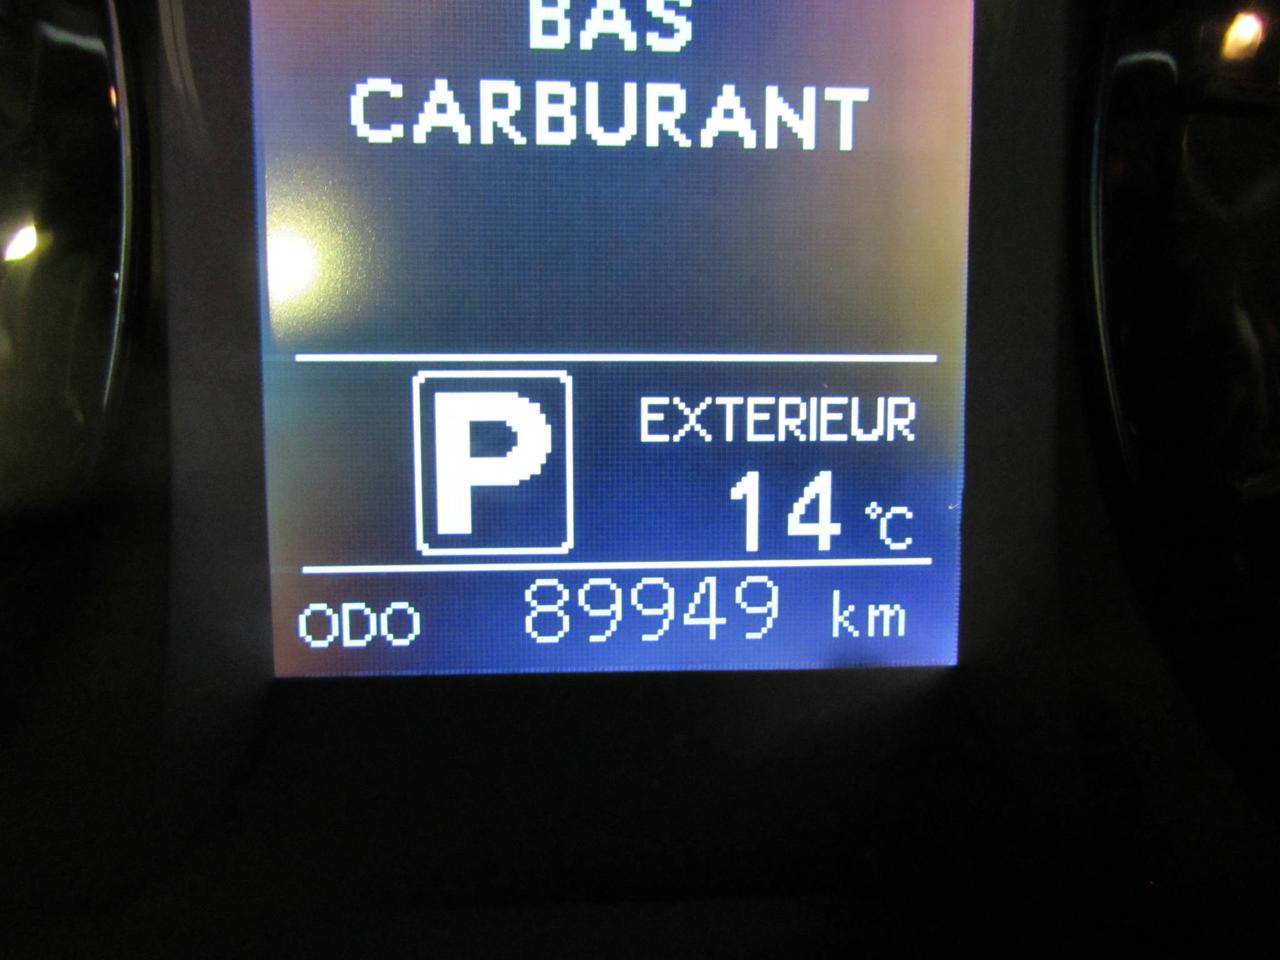 BAS
CARBURANT
P
EXTERIEUR
14 °C
ODO 89949 km